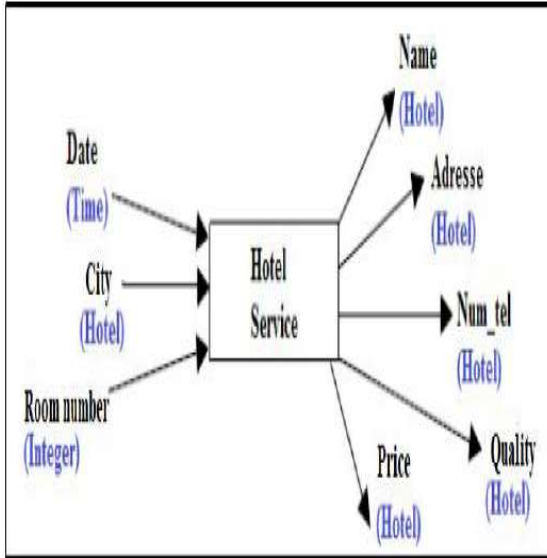 Date
(Time)
City
(Hotel)
Room number
(Integer)
Hotel
Service
Name
(Hotel)
Adresse
(Hotel)
Num_tel
(Hotel)
Quality
(Hotel)
Price
(Hotel)